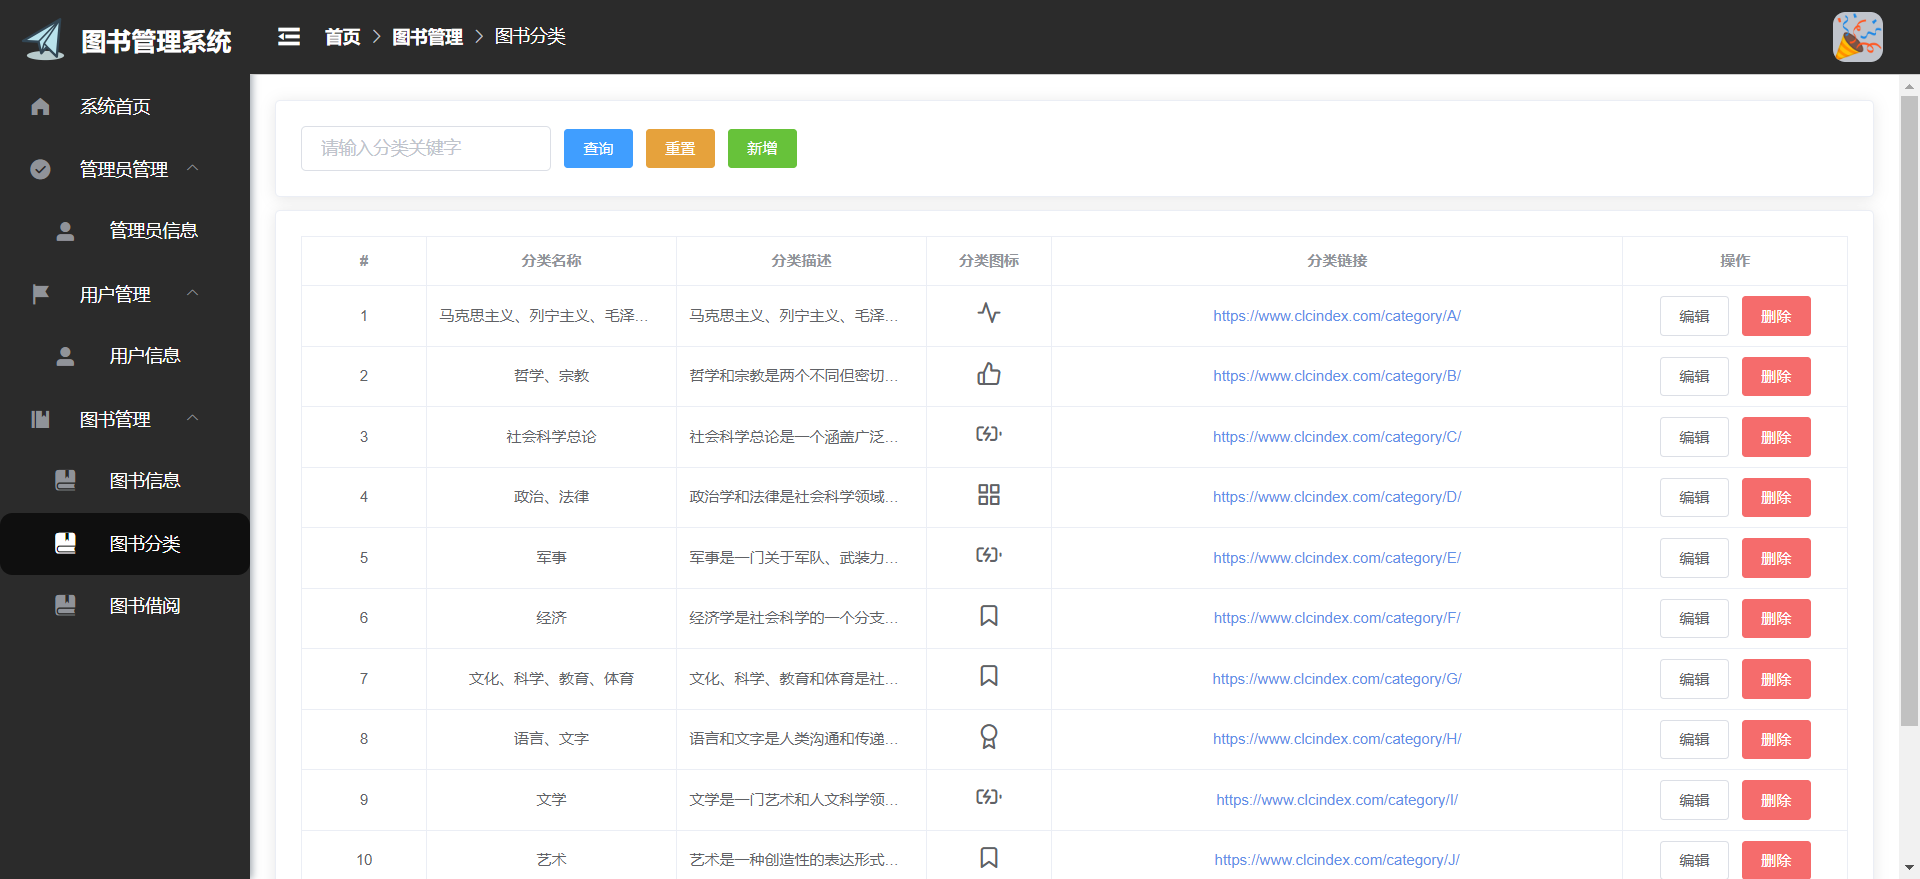 图书管理系统
首页 > 图书管理 > 图书分类
系统首页
管理员管理
管理员信息
用户管理
用户信息
图书管理
图书信息
图书分类
图书借阅
请输入分类关键字 查询 重置 新增
# 分类名称 分类描述 分类图标 分类链接 操作
1 马克思主义、列宁主义、毛泽... 马克思主义、列宁主义、毛泽... https://www.clcindex.com/category/A/ 编辑 删除
2 哲学、宗教 哲学和宗教是两个不同但密切... https://www.clcindex.com/category/B/ 编辑 删除
3 社会科学总论 社会科学总论是一个涵盖广泛... https://www.clcindex.com/category/C/ 编辑 删除
4 政治、法律 政治学和法律是社会科学领域... https://www.clcindex.com/category/D/ 编辑 删除
5 军事 军事是一门关于军队、武装力... https://www.clcindex.com/category/E/ 编辑 删除
6 经济 经济学是社会科学的一个分支... https://www.clcindex.com/category/F/ 编辑 删除
7 文化、科学、教育、体育 文化、科学、教育和体育是社... https://www.clcindex.com/category/G/ 编辑 删除
8 语言、文字 语言和文字是人类沟通和传递... https://www.clcindex.com/category/H/ 编辑 删除
9 文学 文学是一门艺术和人文科学领... https://www.clcindex.com/category/I/ 编辑 删除
10 艺术 艺术是一种创造性的表达形式... https://www.clcindex.com/category/J/ 编辑 删除